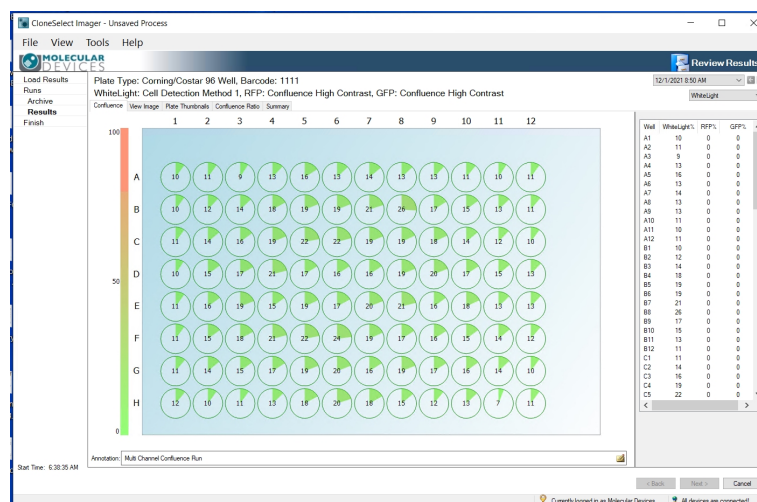 CloneSelect Imager - Unsaved Process
File View Tools Help
MOLECULAR
DEVICES
Review Results
Load Results
Runs
Archive
Results
Finish
Plate Type: Corning/Costar 96 Well, Barcode: 1111
WhiteLight: Cell Detection Method 1, RFP: Confluence High Contrast, GFP: Confluence High Contrast
12/1/2021 8:50 AM
WhiteLight
Confluence View Image Plate Thumbnails Confluence Ratio Summary
1 2 3 4 5 6 7 8 9 10 11 12
100
50
0
A 10 11 9 13 16 13 14 13 13 11 10 11
B 10 12 14 18 19 19 21 26 17 15 13 11
C 11 14 16 19 22 22 19 19 18 14 12 10
D 10 15 17 21 17 16 16 19 20 17 15 13
E 11 16 19 15 19 17 20 21 16 18 13 13
F 11 15 18 21 22 24 19 17 16 15 14 12
G 11 14 15 19 16 20 19 17 16 16 14 10
H 12 10 11 13 18 20 18 15 12 13 7 11
Well WhiteLight% RFP% GFP%
A1 10 0 0
A2 11 0 0
A3 9 0 0
A4 13 0 0
A5 16 0 0
A6 13 0 0
A7 14 0 0
A8 13 0 0
A9 13 0 0
A10 11 0 0
A11 10 0 0
A12 11 0 0
B1 10 0 0
B2 12 0 0
B3 14 0 0
B4 18 0 0
B5 19 0 0
B6 19 0 0
B7 21 0 0
B8 26 0 0
B9 17 0 0
B10 15 0 0
B11 13 0 0
B12 11 0 0
C1 11 0 0
C2 14 0 0
C3 16 0 0
C4 19 0 0
C5 22 0 0
Annotation: Multi Channel Confluence Run
Start Time: 6:38:35 AM
< Back Next > Cancel
Currently logged in as Molecular Devices All devices are connected!